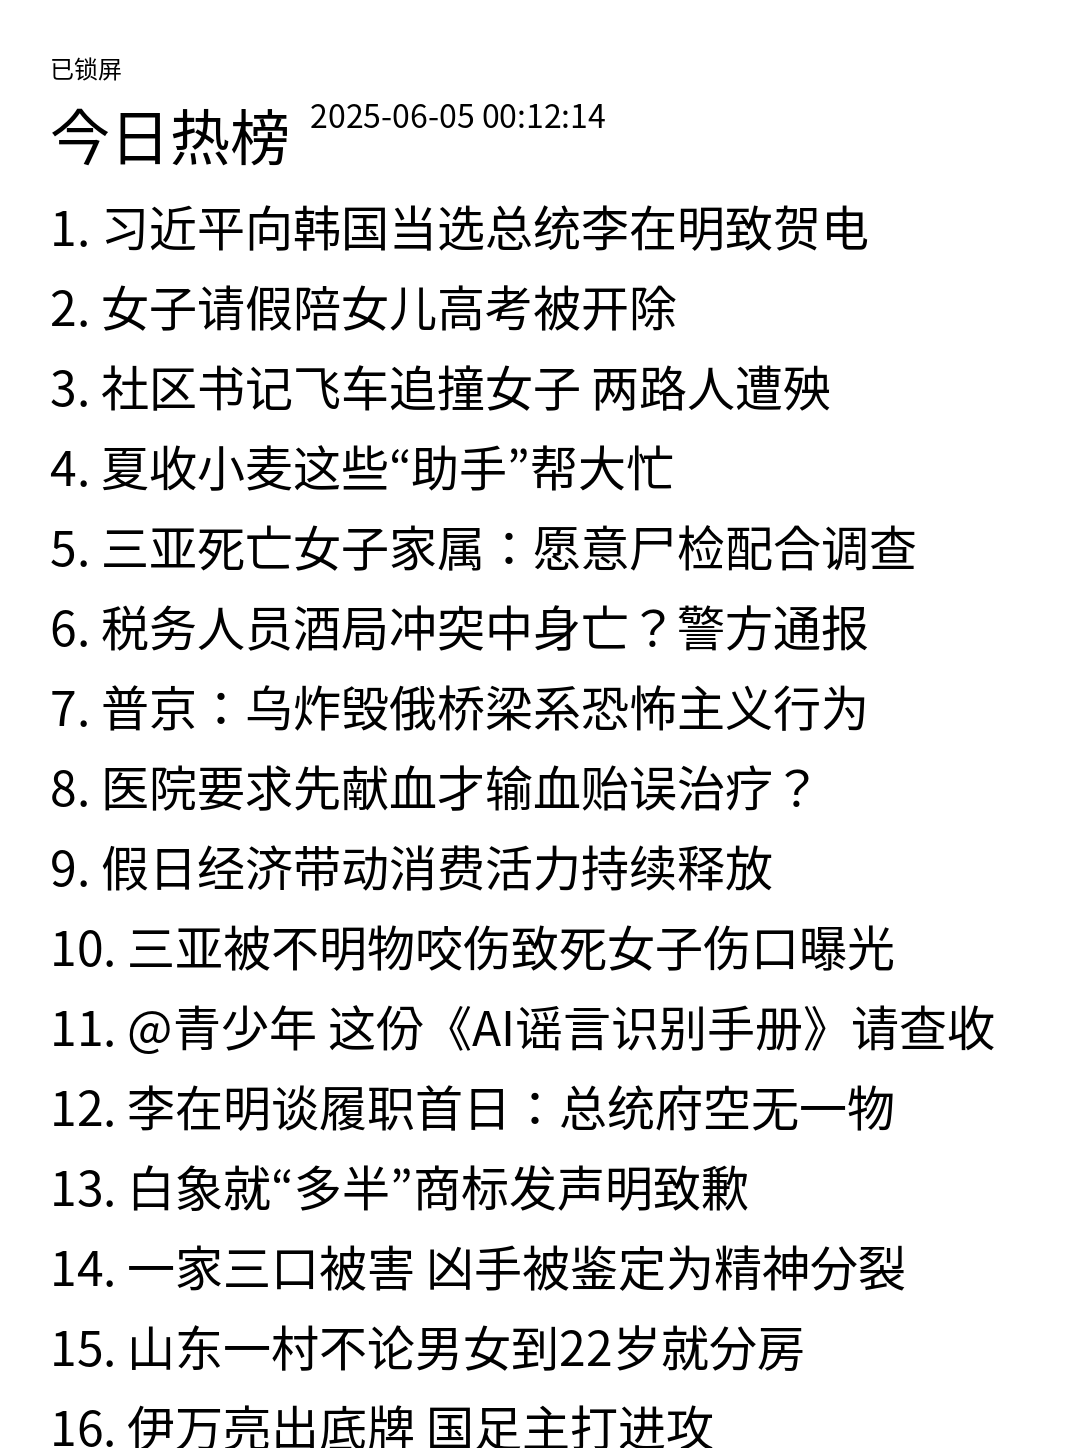 已锁屏
今日热榜 2025-06-05 00:12:14
1. 习近平向韩国当选总统李在明致贺电
2. 女子请假陪女儿高考被开除
3. 社区书记飞车追撞女子 两路人遭殃
4. 夏收小麦这些“助手”帮大忙
5. 三亚死亡女子家属：愿意尸检配合调查
6. 税务人员酒局冲突中身亡？警方通报
7. 普京：乌炸毁俄桥梁系恐怖主义行为
8. 医院要求先献血才输血贻误治疗？
9. 假日经济带动消费活力持续释放
10. 三亚被不明物咬伤致死女子伤口曝光
11. @青少年 这份《AI谣言识别手册》请查收
12. 李在明谈履职首日：总统府空无一物
13. 白象就“多半”商标发声明致歉
14. 一家三口被害 凶手被鉴定为精神分裂
15. 山东一村不论男女到22岁就分房
16. 伊万亮出底牌 国足主打进攻